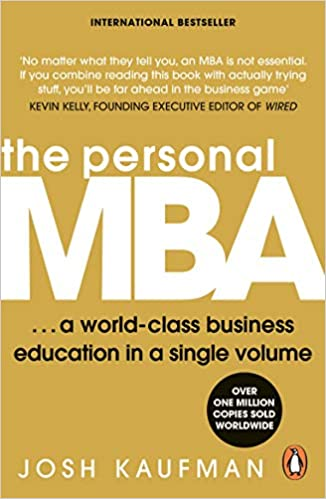 INTERNATIONAL BESTSELLER
‘No matter what they tell you, an MBA is not essential.
If you combine reading this book with actually trying
stuff, you’ll be far ahead in the business game’
KEVIN KELLY, FOUNDING EXECUTIVE EDITOR OF WIRED
the personal
MBA
...a world-class business
education in a single volume
OVER
ONE MILLION
COPIES SOLD
WORLDWIDE
JOSH KAUFMAN